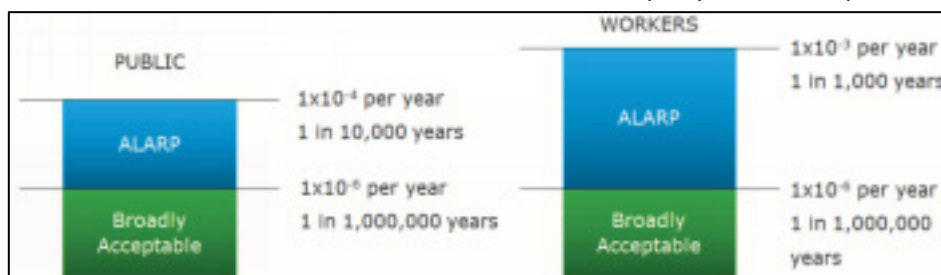 PUBLIC
1x10⁻⁴ per year
1 in 10,000 years
ALARP
1x10⁻⁶ per year
1 in 1,000,000 years
Broadly
Acceptable
WORKERS
1x10⁻³ per year
1 in 1,000 years
ALARP
1x10⁻⁶ per year
1 in 1,000,000
years
Broadly
Acceptable